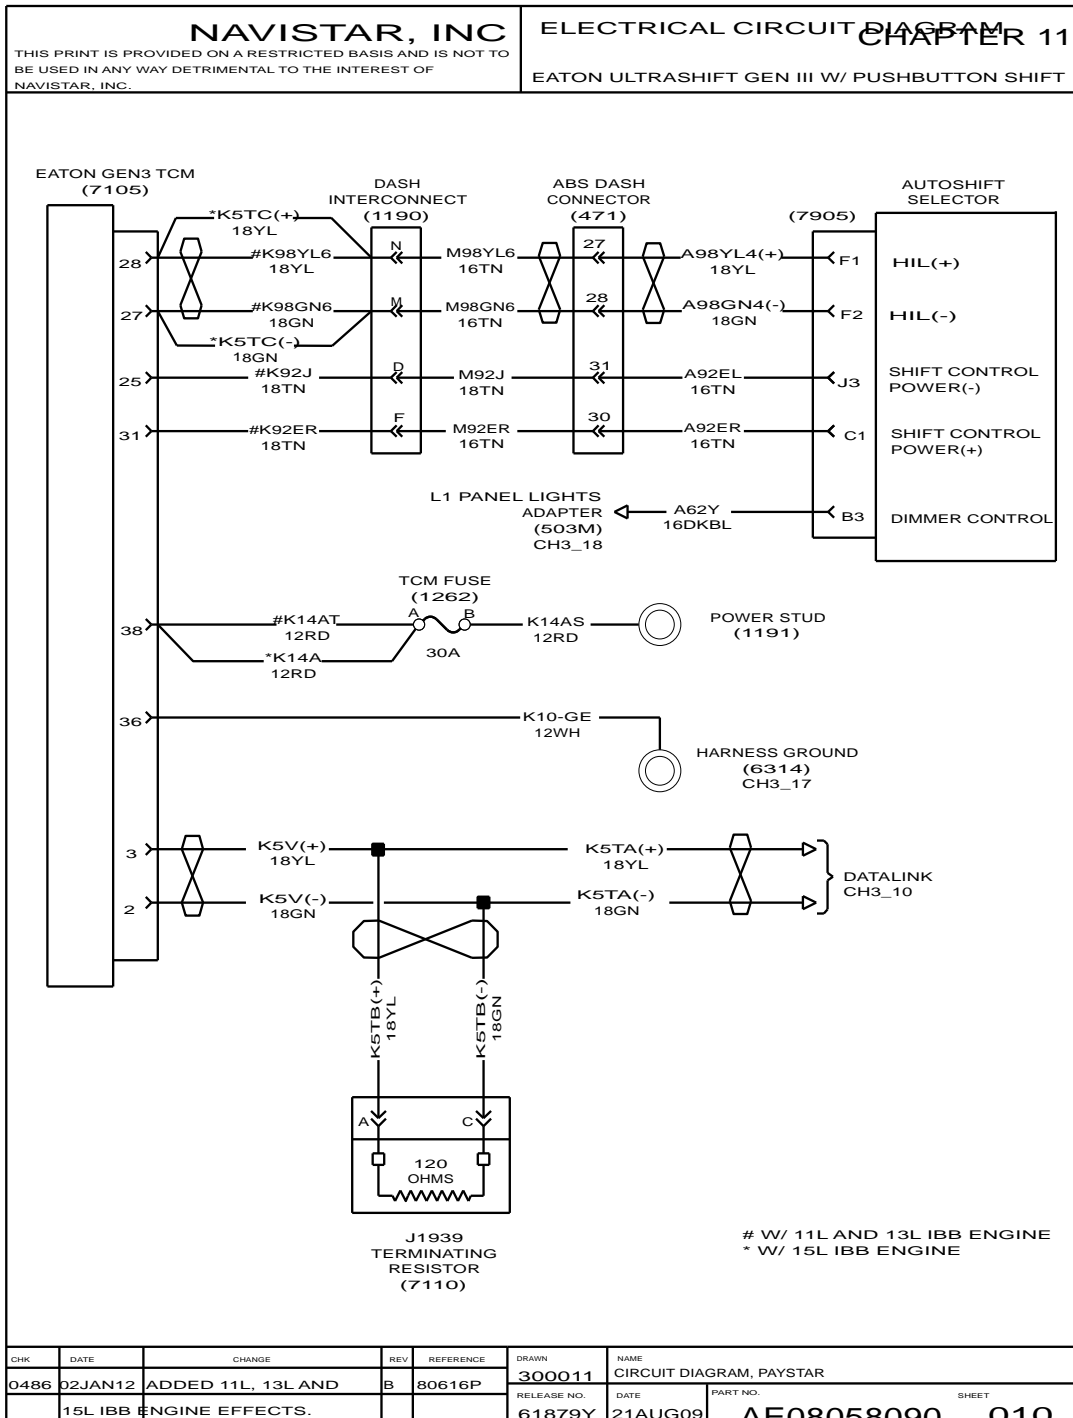 NAVISTAR, INC
THIS PRINT IS PROVIDED ON A RESTRICTED BASIS AND IS NOT TO
BE USED IN ANY WAY DETRIMENTAL TO THE INTEREST OF
NAVISTAR, INC.
ELECTRICAL CIRCUIT DIAGRAM
CHAPTER 11
EATON ULTRASHIFT GEN III W/ PUSHBUTTON SHIFT
EATON GEN3 TCM
(7105)
DASH
INTERCONNECT
(1190)
ABS DASH
CONNECTOR
(471)
(7905)
AUTOSHIFT
SELECTOR
*K5TC(+)
18YL
28
#K98YL6
18YL
N
M98YL6
16TN
27
A98YL4(+)
18YL
F1
HIL(+)
27
#K98GN6
18GN
M
M98GN6
16TN
28
A98GN4(-)
18GN
F2
HIL(-)
*K5TC(-)
18GN
25
#K92J
18TN
D
M92J
18TN
31
A92EL
16TN
J3
SHIFT CONTROL
POWER(-)
31
#K92ER
18TN
F
M92ER
16TN
30
A92ER
16TN
C1
SHIFT CONTROL
POWER(+)
L1 PANEL LIGHTS
ADAPTER
(503M)
CH3_18
A62Y
16DKBL
B3
DIMMER CONTROL
TCM FUSE
(1262)
38
#K14AT
12RD
A
B
30A
K14AS
12RD
POWER STUD
(1191)
*K14A
12RD
36
K10-GE
12WH
HARNESS GROUND
(6314)
CH3_17
3
K5V(+)
18YL
K5TA(+)
18YL
2
K5V(-)
18GN
K5TA(-)
18GN
DATALINK
CH3_10
K5TB(+)
18YL
K5TB(-)
18GN
A
C
120
OHMS
J1939
TERMINATING
RESISTOR
(7110)
# W/ 11L AND 13L IBB ENGINE
* W/ 15L IBB ENGINE
CHK DATE CHANGE REV REFERENCE
0486 02JAN12 ADDED 11L, 13L AND B 80616P
15L IBB ENGINE EFFECTS.
DRAWN
300011
NAME
CIRCUIT DIAGRAM, PAYSTAR
RELEASE NO.
61879Y
DATE
21AUG09
PART NO.
AE08058090
SHEET
010